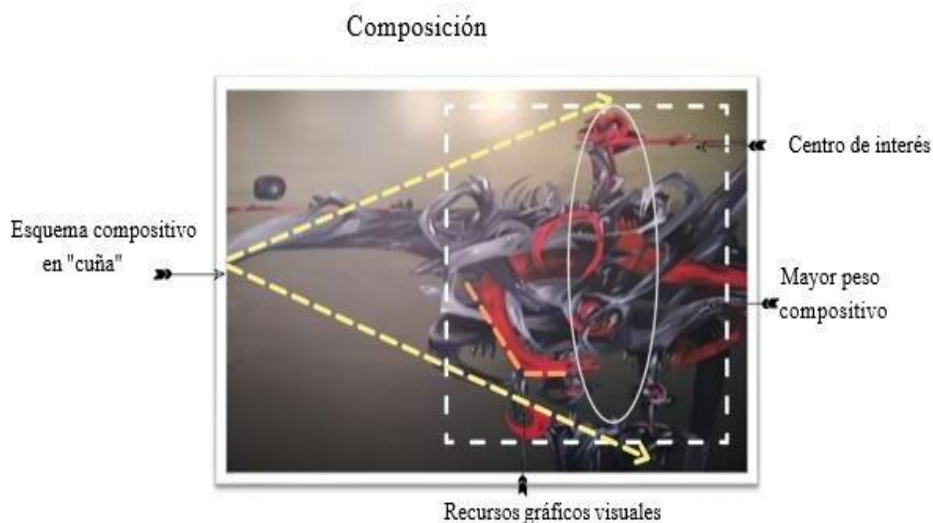 Composición
Centro de interés
Esquema compositivo
en "cuña"
Mayor peso
compositivo
Recursos gráficos visuales